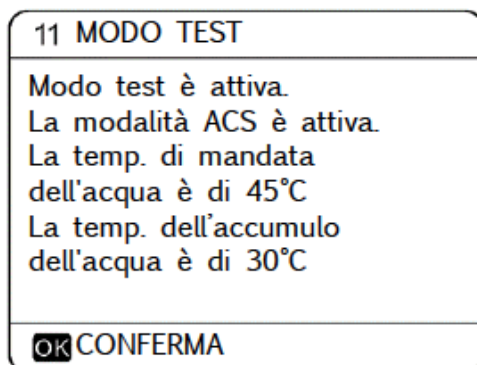 11 MODO TEST
Modo test è attiva.
La modalità ACS è attiva.
La temp. di mandata
dell'acqua è di 45°C
La temp. dell’accumulo
dell'acqua è di 30°C
OK CONFERMA